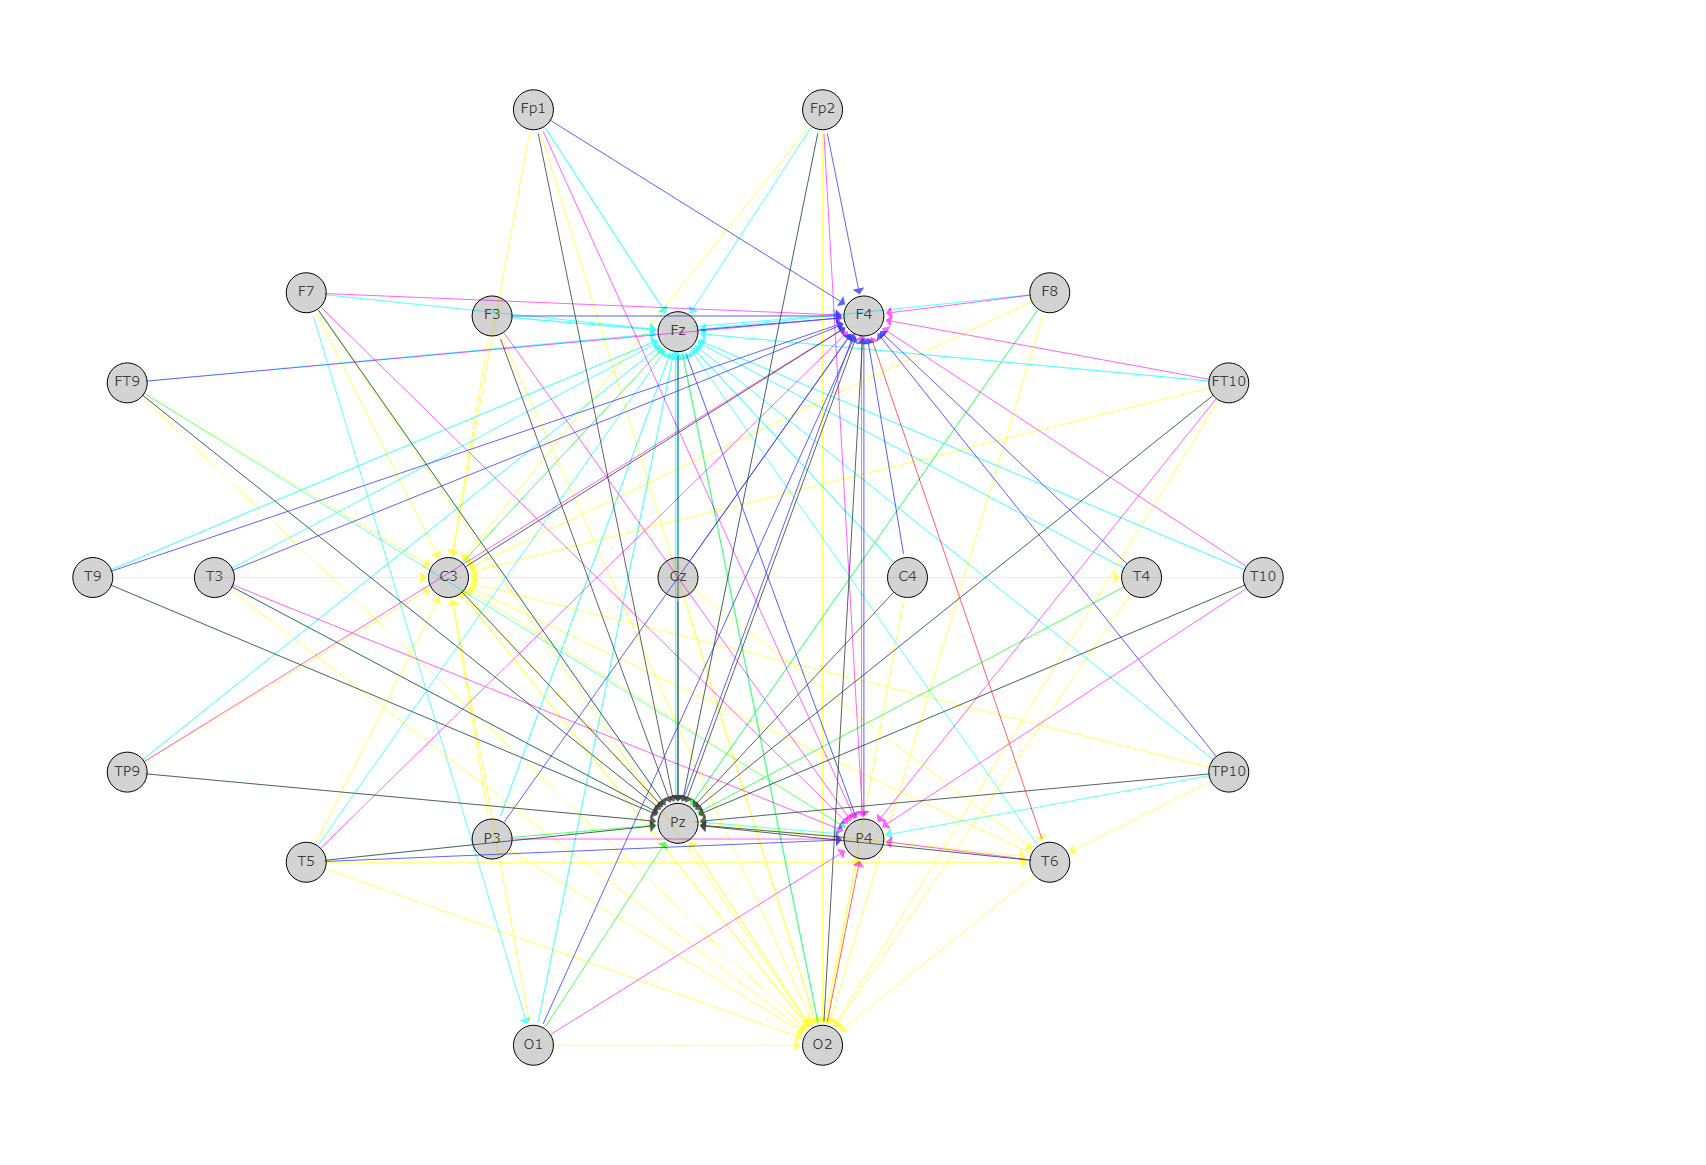 Fp1 Fp2
F7 F3 Fz F4 F8
FT9 FT10
T9 T3 C3 Cz C4 T4 T10
TP9 TP10
T5 P3 Pz P4 T6
O1 O2